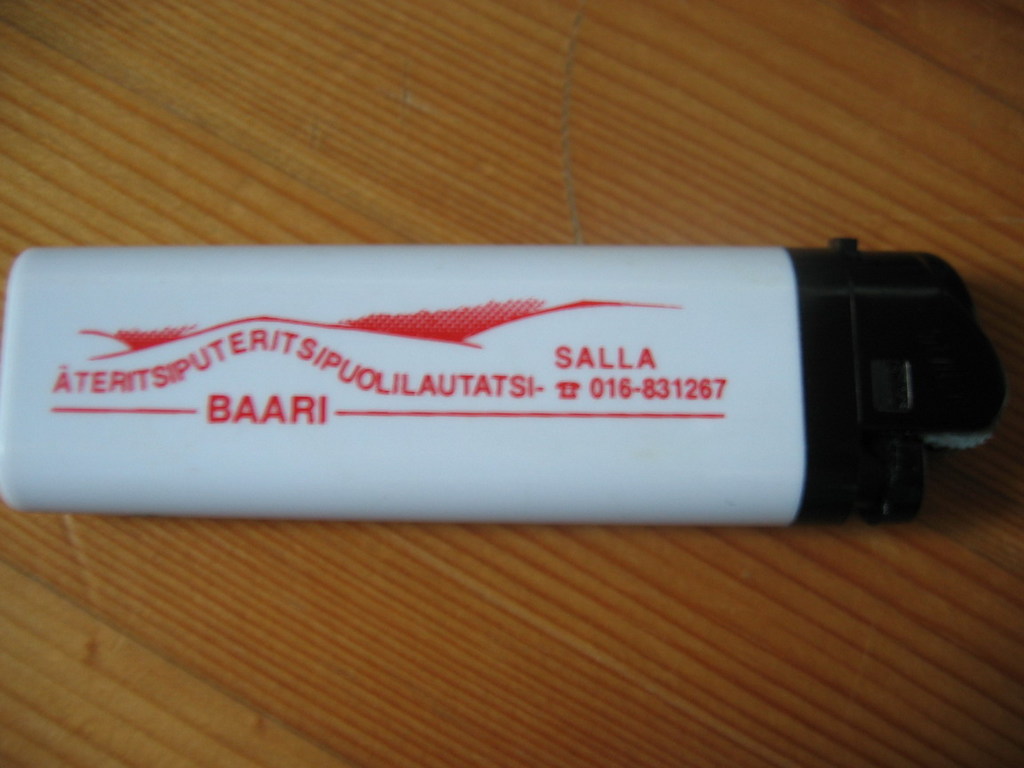 ÄTERITSIPUTERITSIPUOLILAUTATSI-
BAARI
SALLA
☎ 016-831267